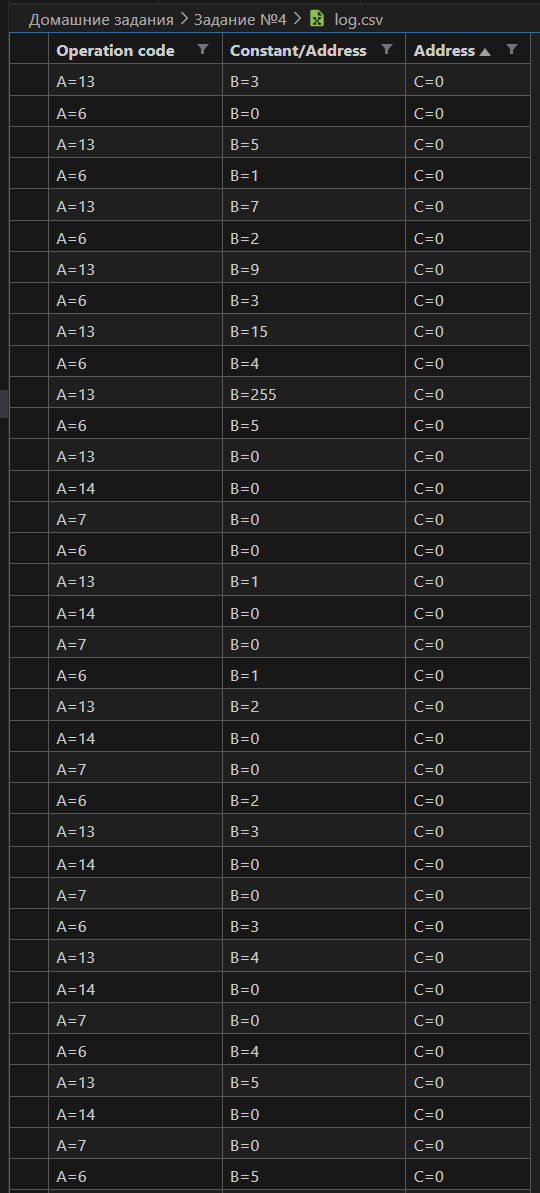 Домашние задания > Задание №4 > log.csv
Operation code Constant/Address Address
A=13 B=3 C=0
A=6 B=0 C=0
A=13 B=5 C=0
A=6 B=1 C=0
A=13 B=7 C=0
A=6 B=2 C=0
A=13 B=9 C=0
A=6 B=3 C=0
A=13 B=15 C=0
A=6 B=4 C=0
A=13 B=255 C=0
A=6 B=5 C=0
A=13 B=0 C=0
A=14 B=0 C=0
A=7 B=0 C=0
A=6 B=0 C=0
A=13 B=1 C=0
A=14 B=0 C=0
A=7 B=0 C=0
A=6 B=1 C=0
A=13 B=2 C=0
A=14 B=0 C=0
A=7 B=0 C=0
A=6 B=2 C=0
A=13 B=3 C=0
A=14 B=0 C=0
A=7 B=0 C=0
A=6 B=3 C=0
A=13 B=4 C=0
A=14 B=0 C=0
A=7 B=0 C=0
A=6 B=4 C=0
A=13 B=5 C=0
A=14 B=0 C=0
A=7 B=0 C=0
A=6 B=5 C=0